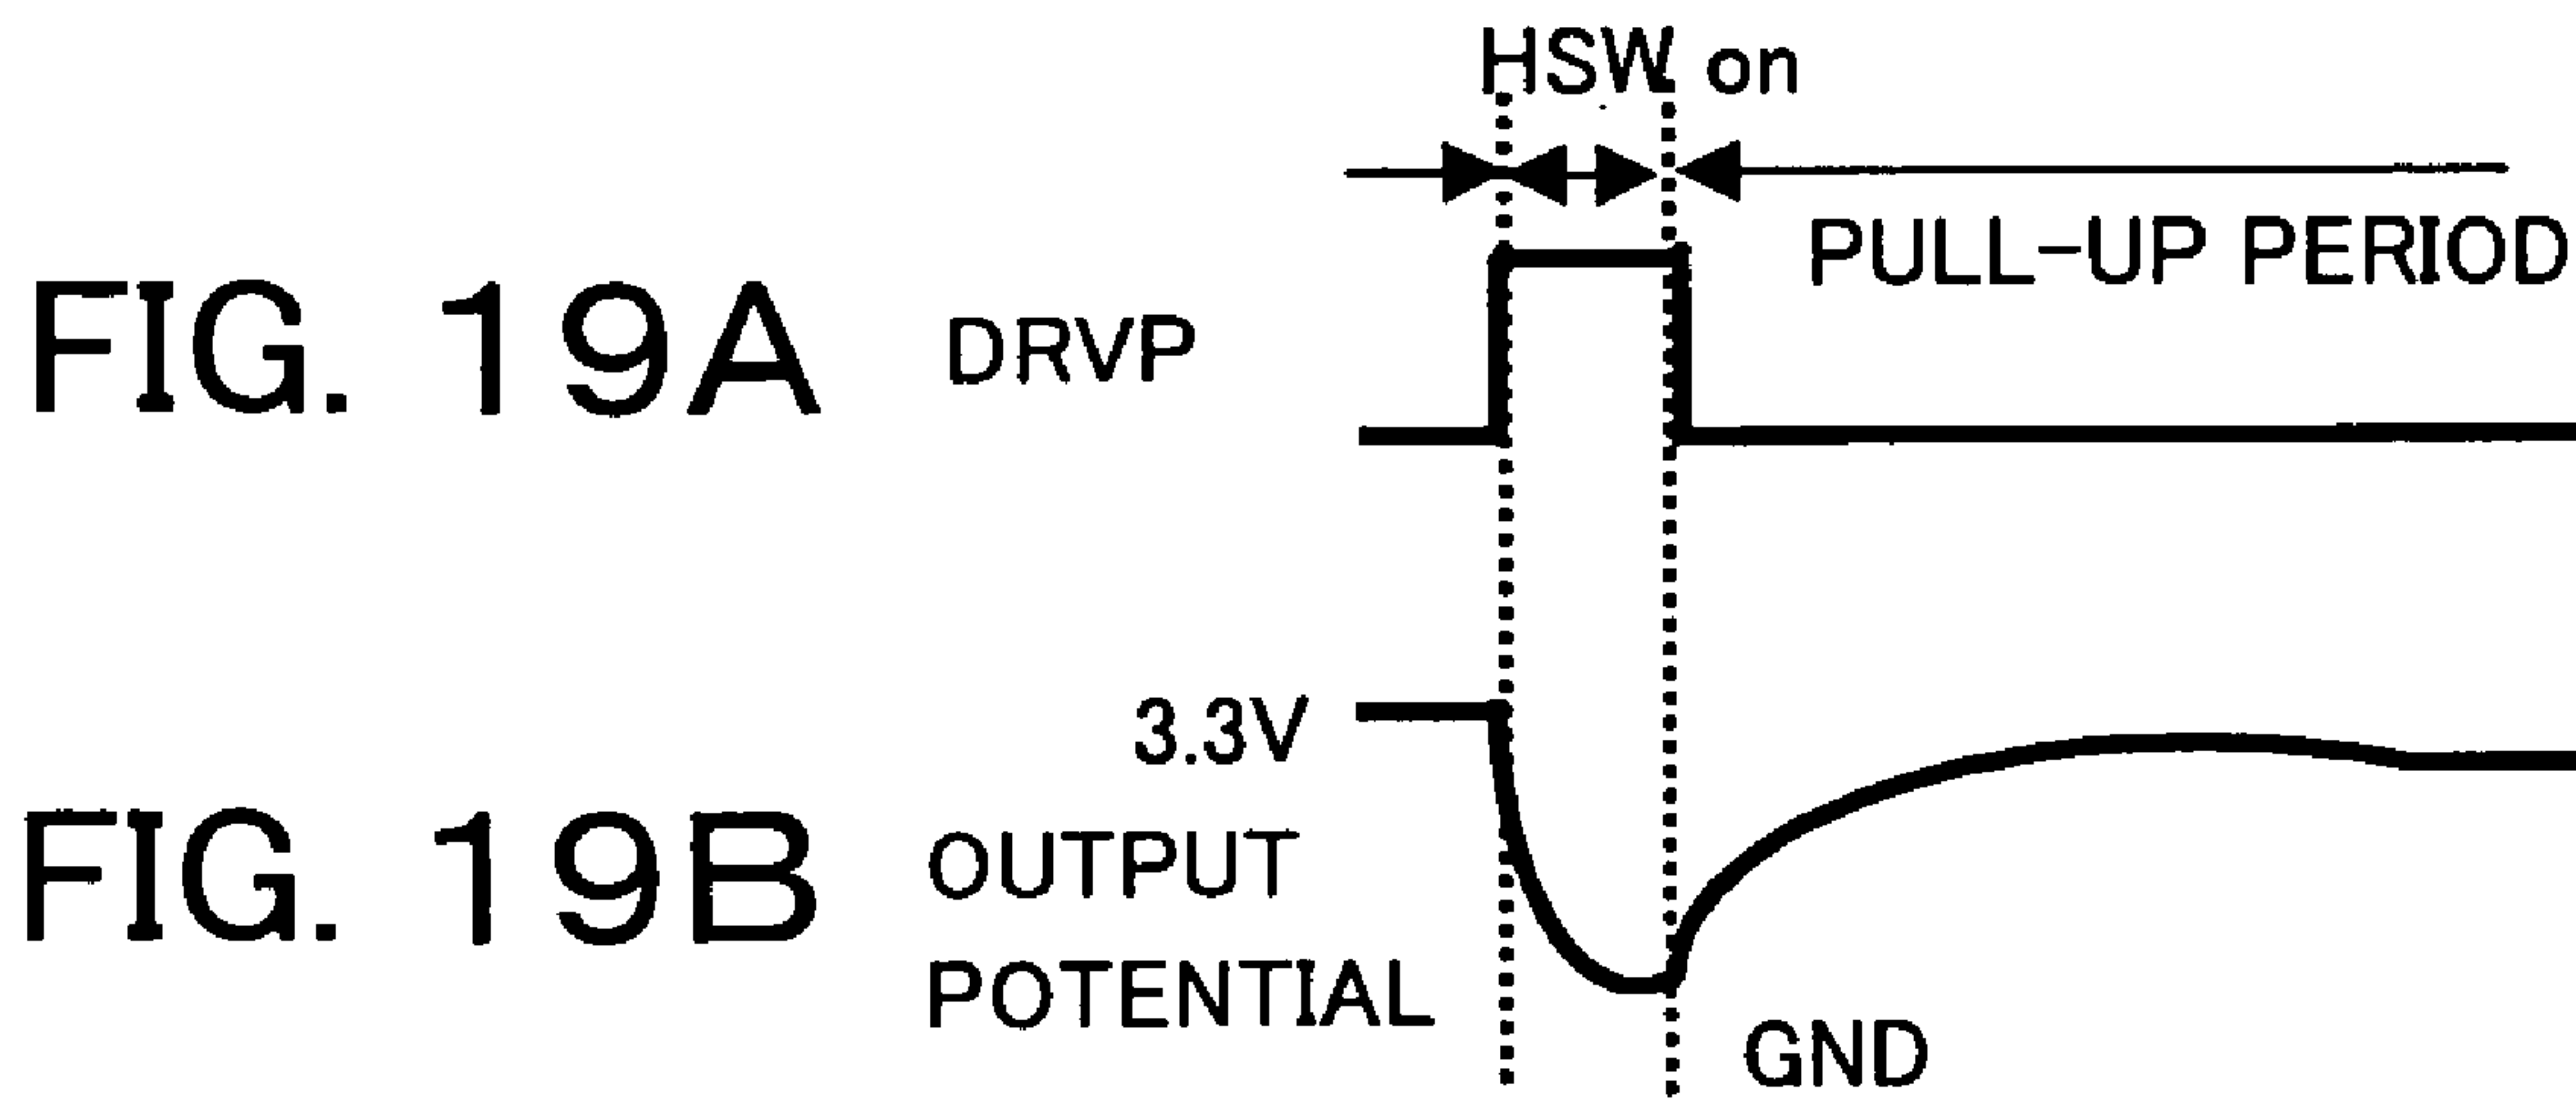 HSW on
PULL-UP PERIOD
FIG. 19A
DRVP
3.3V
FIG. 19B
OUTPUT
POTENTIAL
GND